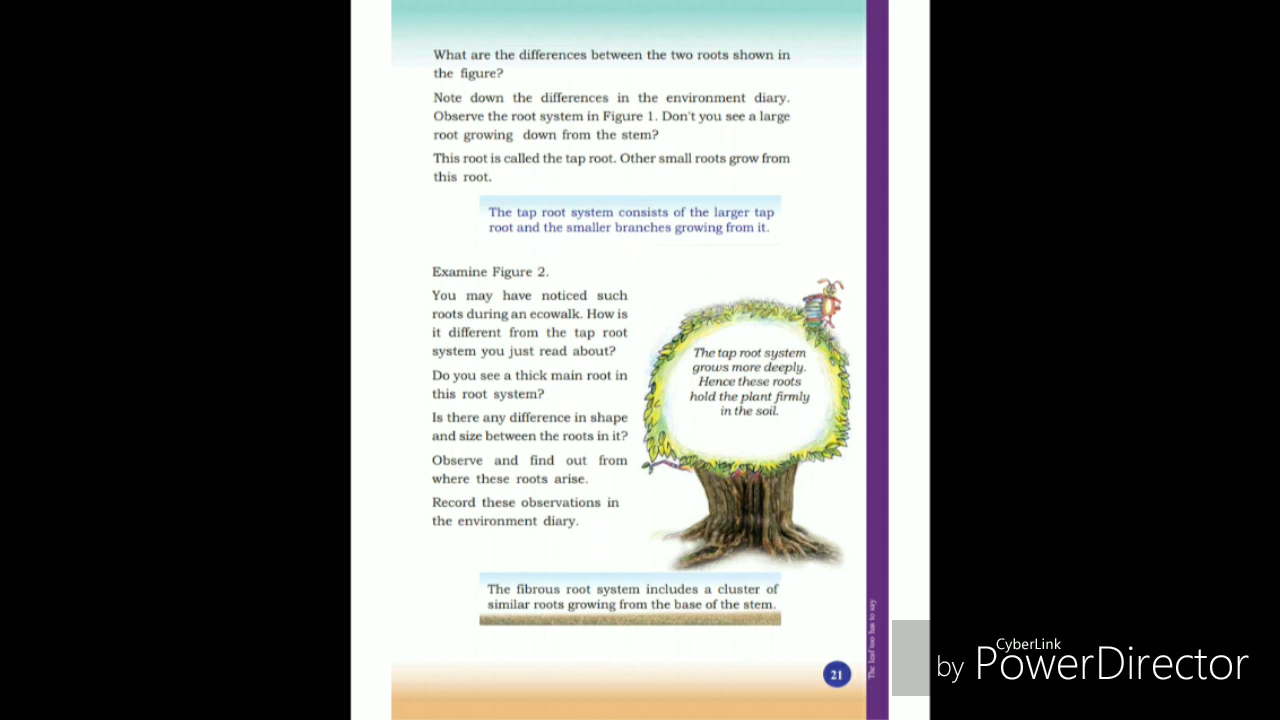 What are the differences between the two roots shown in
the figure?
Note down the differences in the environment diary.
Observe the root system in Figure 1. Don't you see a large
root growing down from the stem?
This root is called the tap root. Other small roots grow from
this root.
The tap root system consists of the larger tap
root and the smaller branches growing from it.
Examine Figure 2.
You may have noticed such
roots during an ecowalk. How is
it different from the tap root
system you just read about?
Do you see a thick main root in
this root system?
Is there any difference in shape
and size between the roots in it?
Observe and find out from
where these roots arise.
Record these observations in
the environment diary.
The tap root system
grows more deeply.
Hence these roots
hold the plant firmly
in the soil.
The fibrous root system includes a cluster of
similar roots growing from the base of the stem.
The leaf too has to say
21
CyberLink
by PowerDirector